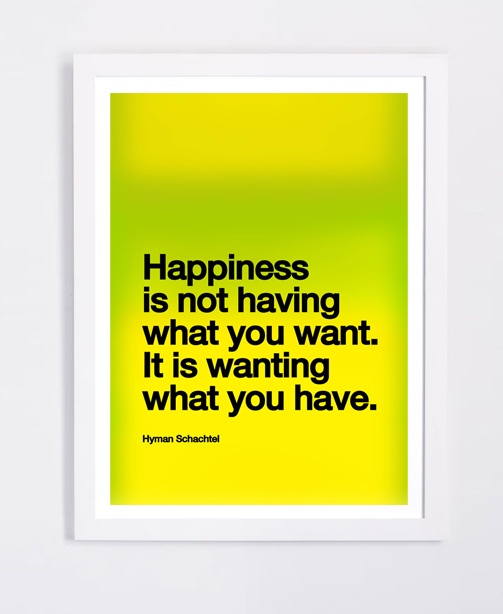 Happiness
is not having
what you want.
It is wanting
what you have.
Hyman Schachtel